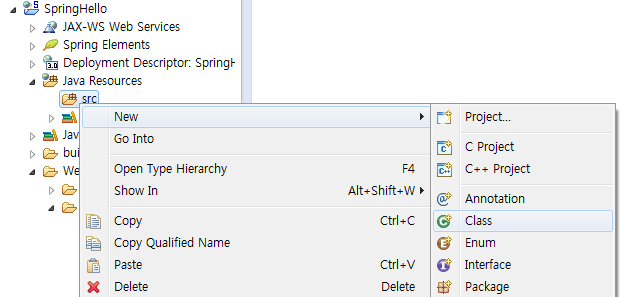 SpringHello
JAX-WS Web Services
Spring Elements
Deployment Descriptor: SpringH
Java Resources
src
New
Project...
Go Into
C Project
C++ Project
Open Type Hierarchy F4
Show In Alt+Shift+W
Annotation
Copy Ctrl+C
Class
Copy Qualified Name
Enum
Paste Ctrl+V
Interface
Delete Delete
Package
Jav
bui
We
3.0